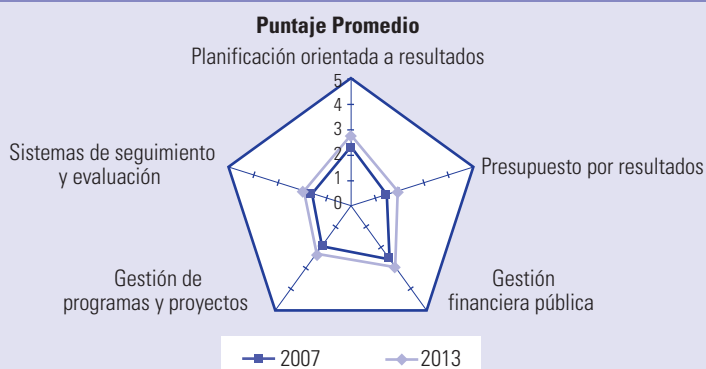 Puntaje Promedio
Planificación orientada a resultados
5
4
3
2
1
0
Sistemas de seguimiento
y evaluación
Presupuesto por resultados
Gestión de
programas y proyectos
Gestión
financiera pública
2007
2013